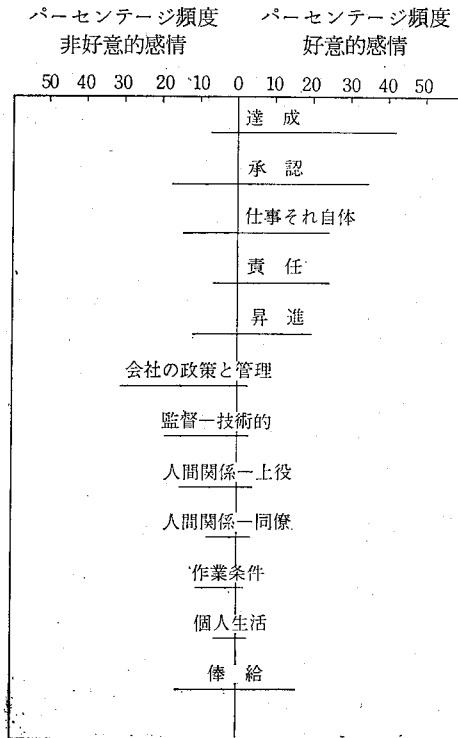 パーセンテージ頻度 パーセンテージ頻度
非好意的感情 好意的感情
50 40 30 20 10 0 10 20 30 40 50
達成
承認
仕事それ自体
責任
昇進
会社の政策と管理
監督―技術的
人間関係―上役
人間関係―同僚
作業条件
個人生活
俸給